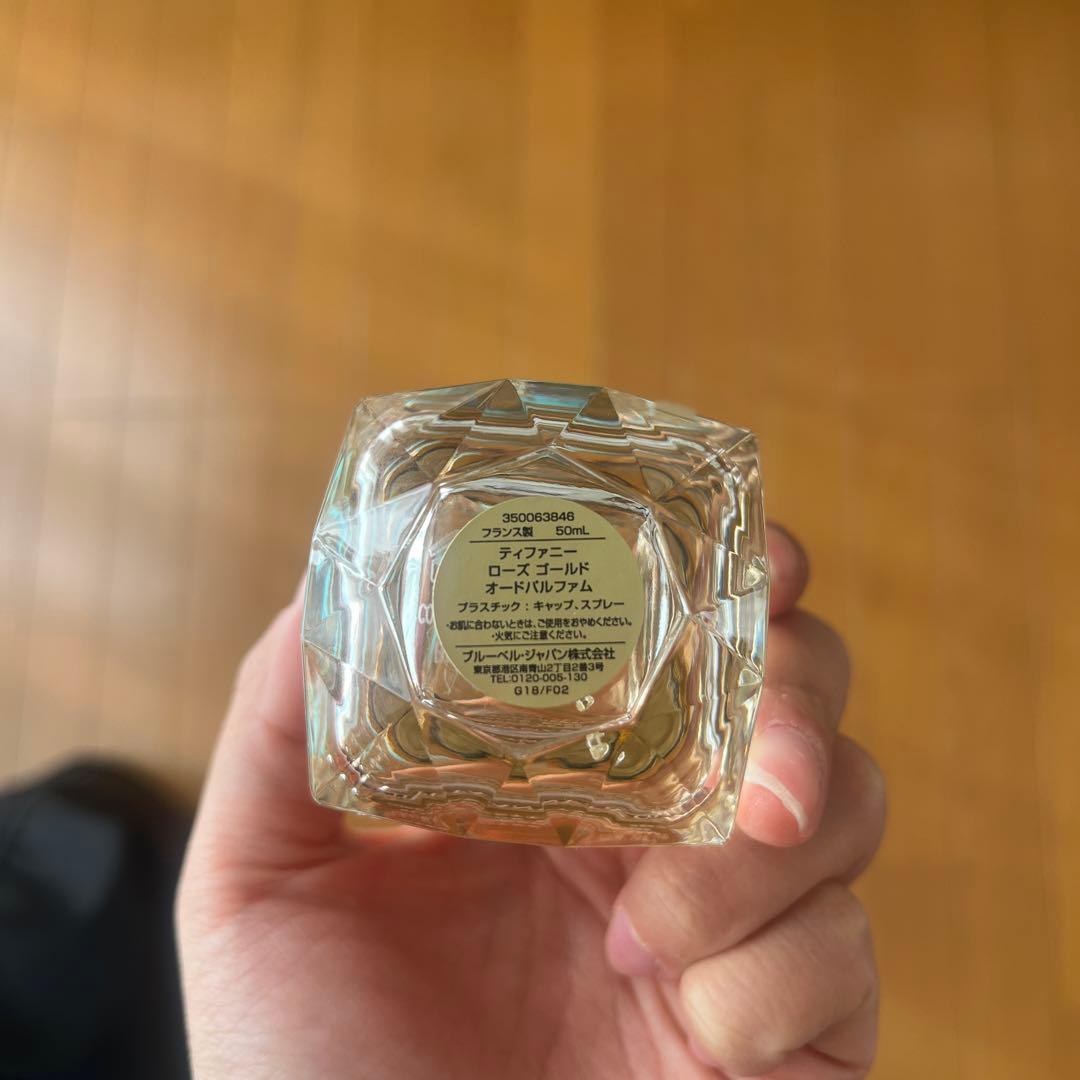 350063846
フランス製 50mL
ティファニー
ローズ ゴールド
オードパルファム
プラスチック : キャップ、スプレー
・お肌に合わないときは、ご使用をおやめください。
・火気にご注意ください。
ブルーベル・ジャパン株式会社
東京都港区南青山2丁目2番3号
TEL:0120-005-130
G18/F02